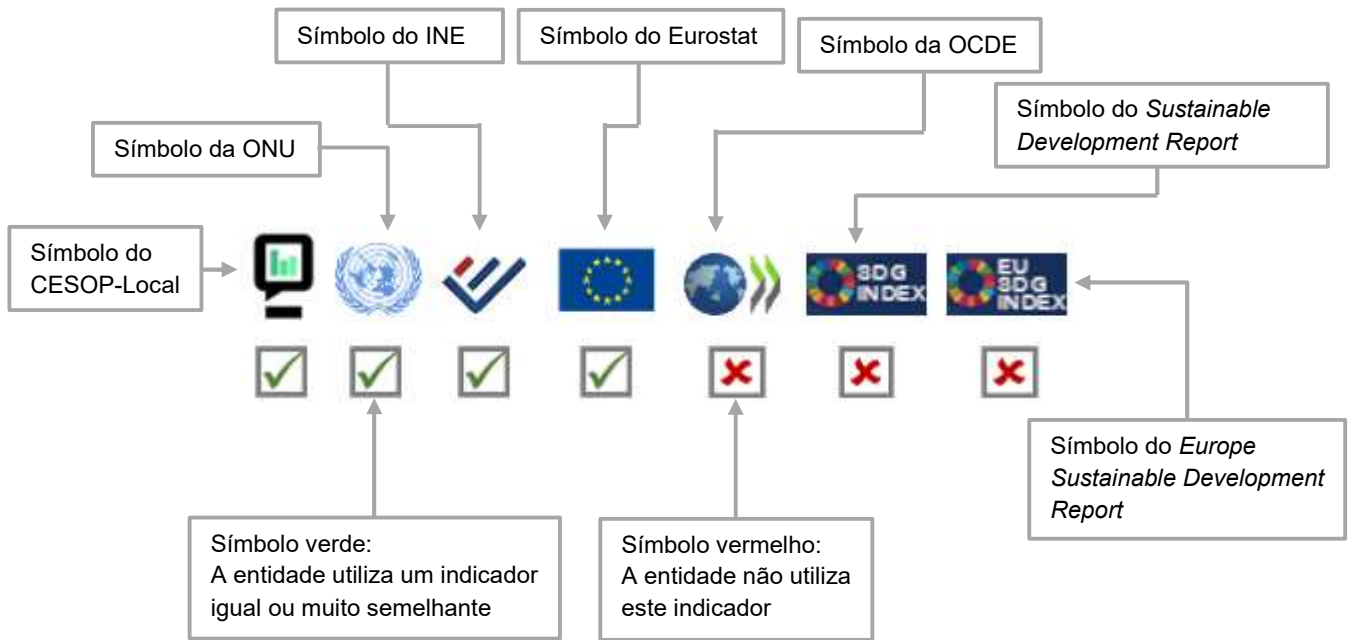 Símbolo do INE
Símbolo do Eurostat
Símbolo da OCDE
Símbolo do Sustainable
Development Report
Símbolo da ONU
Símbolo do
CESOP-Local
SDG
INDEX
EU
SDG
INDEX
Símbolo do Europe
Sustainable Development
Report
Símbolo verde:
A entidade utiliza um indicador
igual ou muito semelhante
Símbolo vermelho:
A entidade não utiliza
este indicador